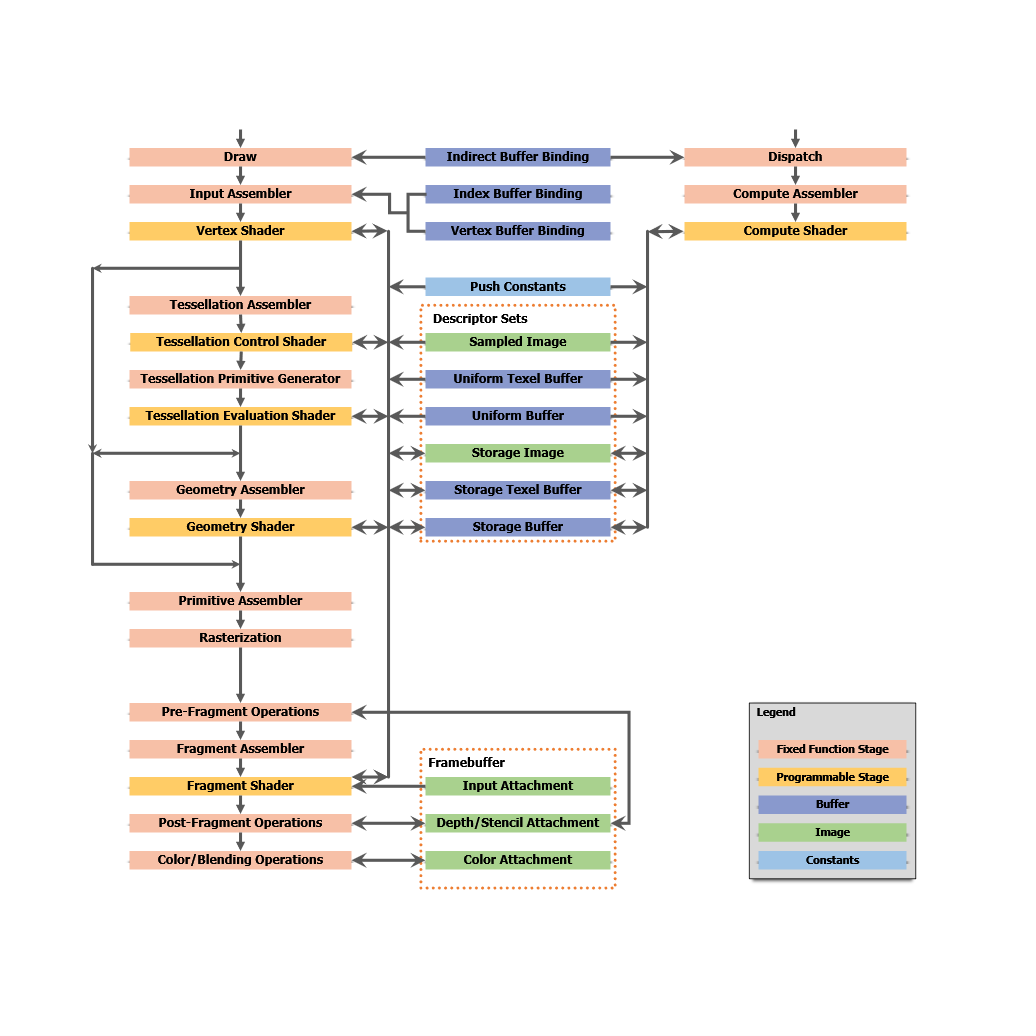 Draw
Indirect Buffer Binding
Dispatch
Input Assembler
Index Buffer Binding
Compute Assembler
Vertex Shader
Vertex Buffer Binding
Compute Shader
Push Constants
Tessellation Assembler
Descriptor Sets
Tessellation Control Shader
Sampled Image
Tessellation Primitive Generator
Uniform Texel Buffer
Tessellation Evaluation Shader
Uniform Buffer
Storage Image
Geometry Assembler
Storage Texel Buffer
Geometry Shader
Storage Buffer
Primitive Assembler
Rasterization
Pre-Fragment Operations
Fragment Assembler
Framebuffer
Fragment Shader
Input Attachment
Post-Fragment Operations
Depth/Stencil Attachment
Color/Blending Operations
Color Attachment
Legend
Fixed Function Stage
Programmable Stage
Buffer
Image
Constants